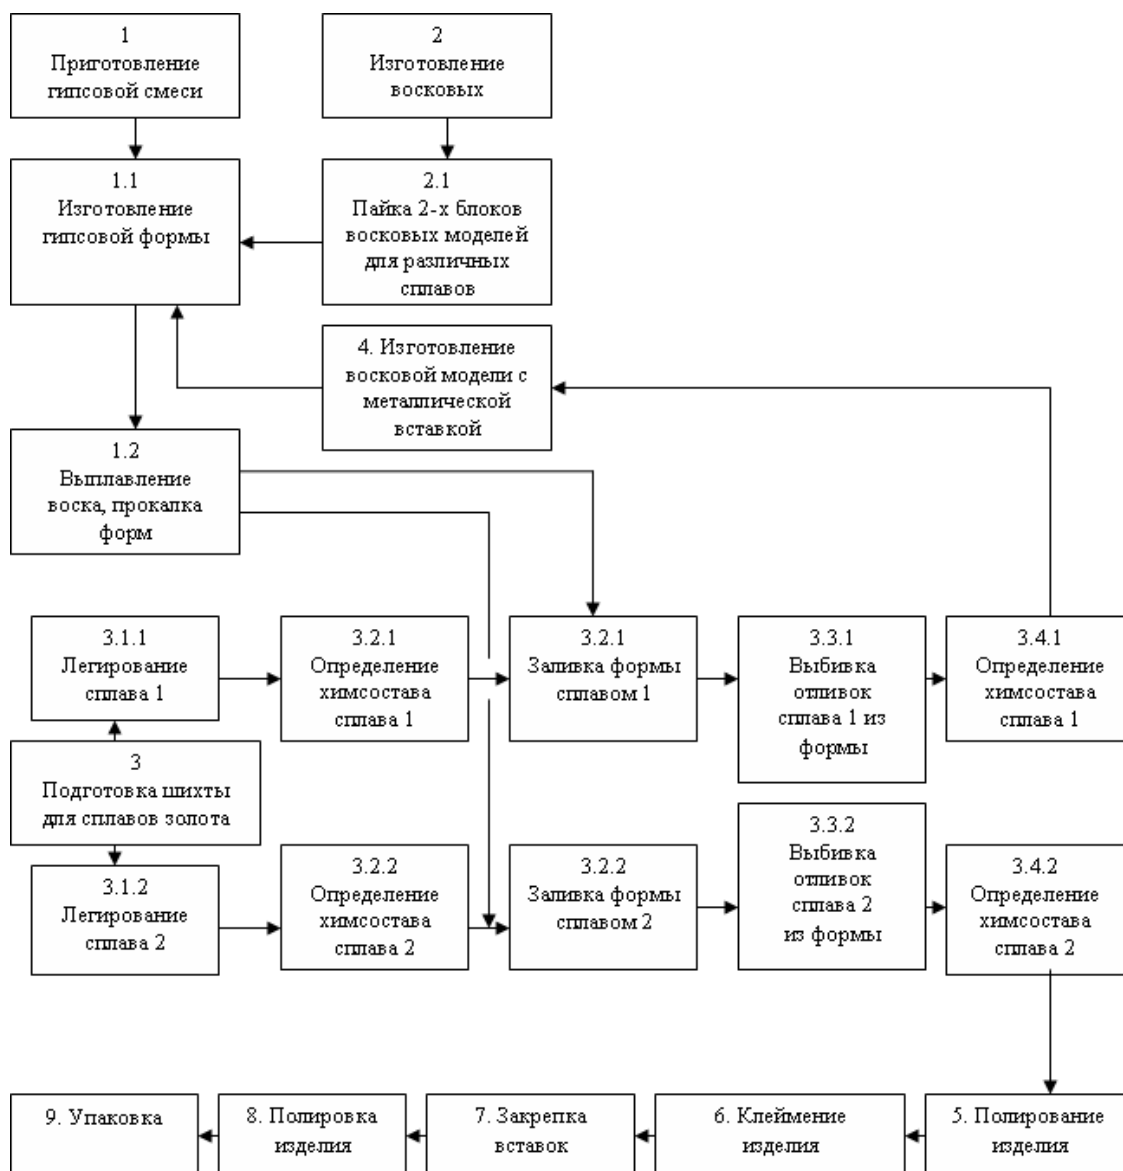 1
Приготовление
гипсовой смеси
2
Изготовление
восковых
1.1
Изготовление
гипсовой формы
2.1
Пайка 2-х блоков
восковых моделей
для различных
сплавов
4. Изготовление
восковой модели с
металлической
вставкой
1.2
Выплавление
воска, прокалка
форм
3.1.1
Легирование
сплава 1
3.2.1
Определение
химсостава
сплава 1
3.2.1
Заливка формы
сплавом 1
3.3.1
Выбивка
отливок
сплава 1 из
формы
3.4.1
Определение
химсостава
сплава 1
3
Подготовка шихты
для сплавов золота
3.1.2
Легирование
сплава 2
3.2.2
Определение
химсостава
сплава 2
3.2.2
Заливка формы
сплавом 2
3.3.2
Выбивка
отливок
сплава 2
из формы
3.4.2
Определение
химсостава
сплава 2
9. Упаковка
8. Полировка
изделия
7. Закрепка
вставок
6. Клеймение
изделия
5. Полирование
изделия